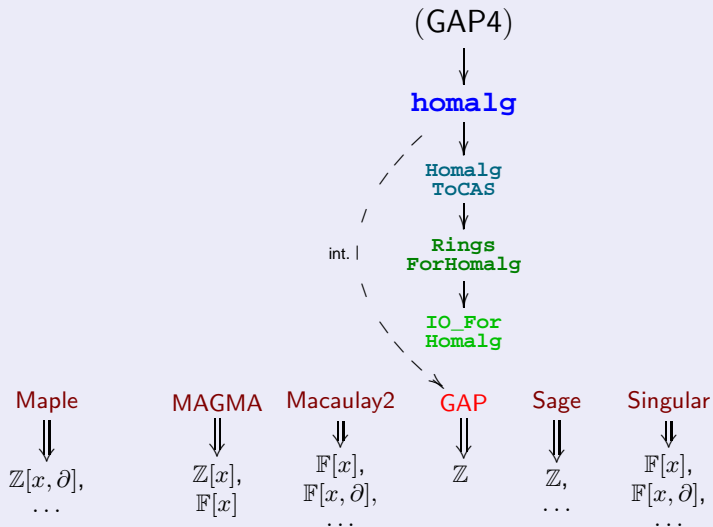 (GAP4)
homalg
Homalg
ToCAS
Rings
ForHomalg
int.
IO_For
Homalg
Maple MAGMA Macaulay2 GAP Sage Singular
ℤ[x, ∂],
...
ℤ[x],
𝔽[x]
𝔽[x],
𝔽[x, ∂],
...
ℤ
ℤ,
...
𝔽[x],
𝔽[x, ∂],
...